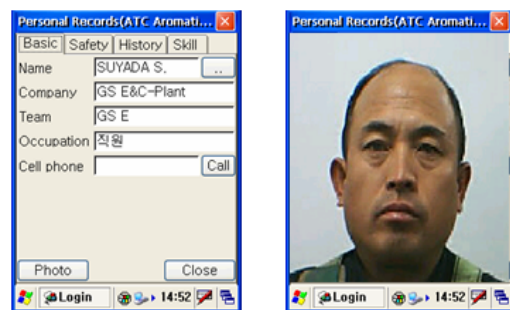 Personal Records(ATC Aromati...
Basic Safety History Skill
Name SUYADA S. ..
Company GS E&C-Plant
Team GS E
Occupation 직원
Cell phone Call
Photo Close
Login 14:52
Personal Records(ATC Aromati...
Login 14:52